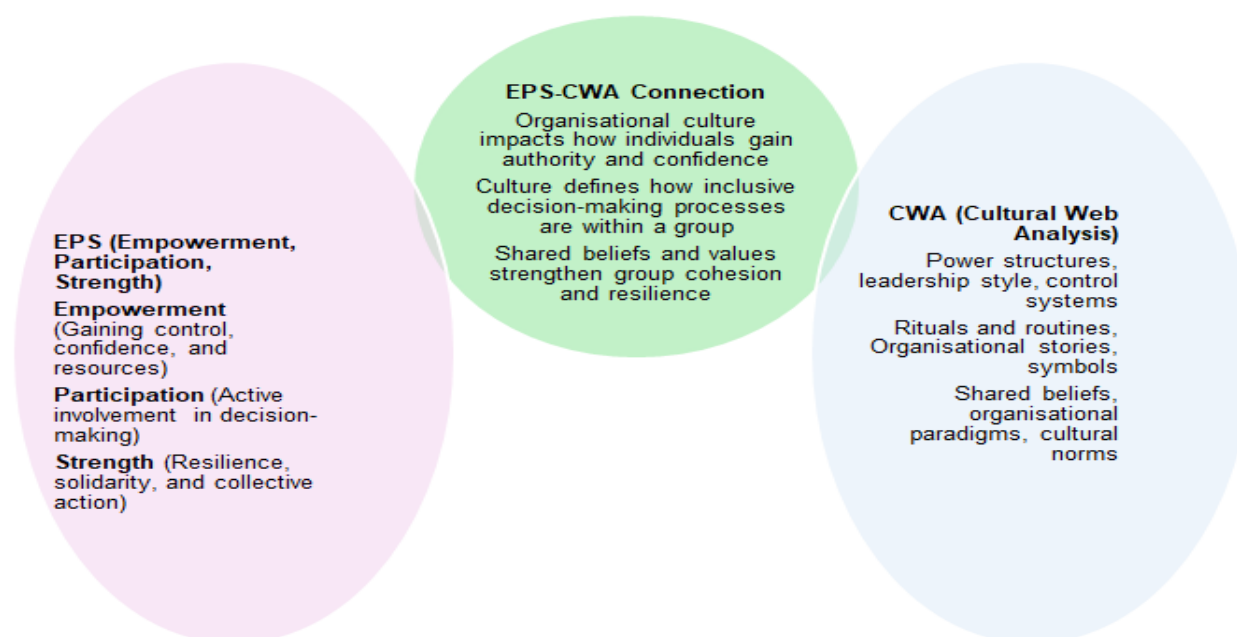 EPS (Empowerment,
Participation,
Strength)
Empowerment
(Gaining control,
confidence, and
resources)
Participation (Active
involvement in decision-
making)
Strength (Resilience,
solidarity, and collective
action)
EPS-CWA Connection
Organisational culture
impacts how individuals gain
authority and confidence
Culture defines how inclusive
decision-making processes
are within a group
Shared beliefs and values
strengthen group cohesion
and resilience
CWA (Cultural Web
Analysis)
Power structures,
leadership style, control
systems
Rituals and routines,
Organisational stories,
symbols
Shared beliefs,
organisational
paradigms, cultural
norms